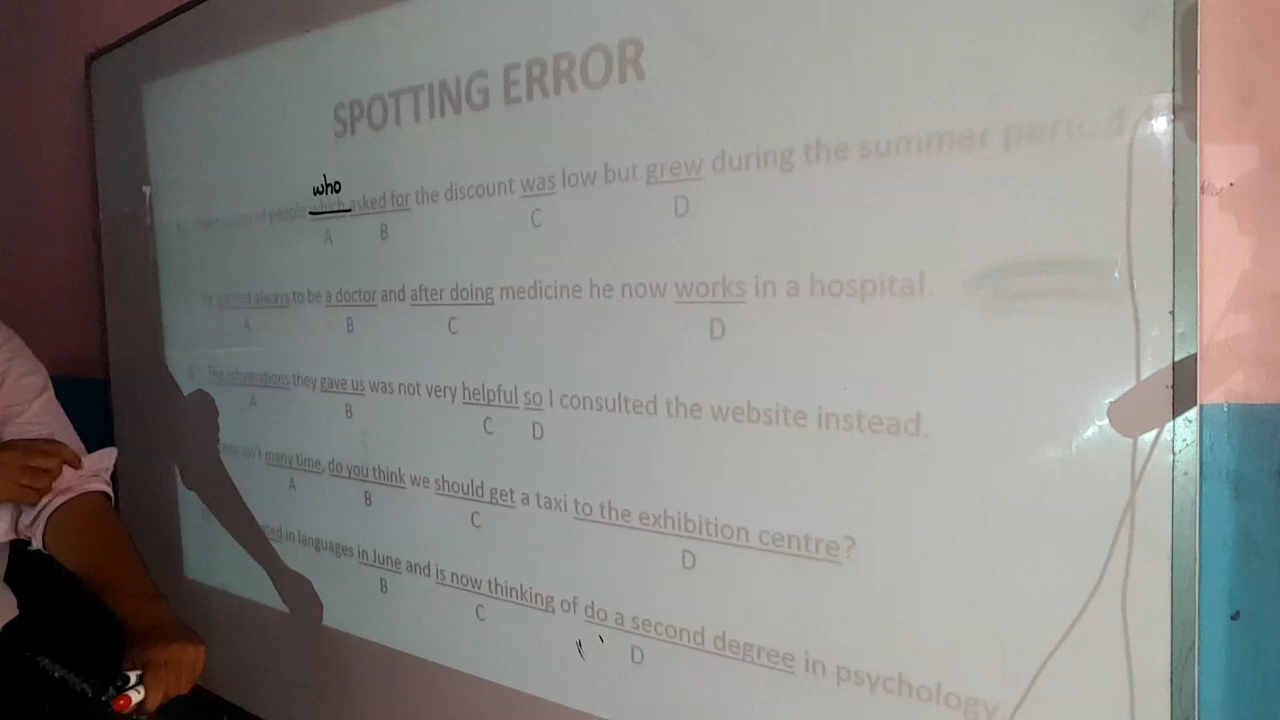 SPOTTING ERROR
who
of people which asked for the discount was low but grew during the summer period
A B C D
he wanted always to be a doctor and after doing medicine he now works in a hospital.
A B C D
The informations they gave us was not very helpful so I consulted the website instead.
A B C D
many time, do you think we should get a taxi to the exhibition centre?
A B C D
in languages in June and is now thinking of do a second degree in psychology
B C D